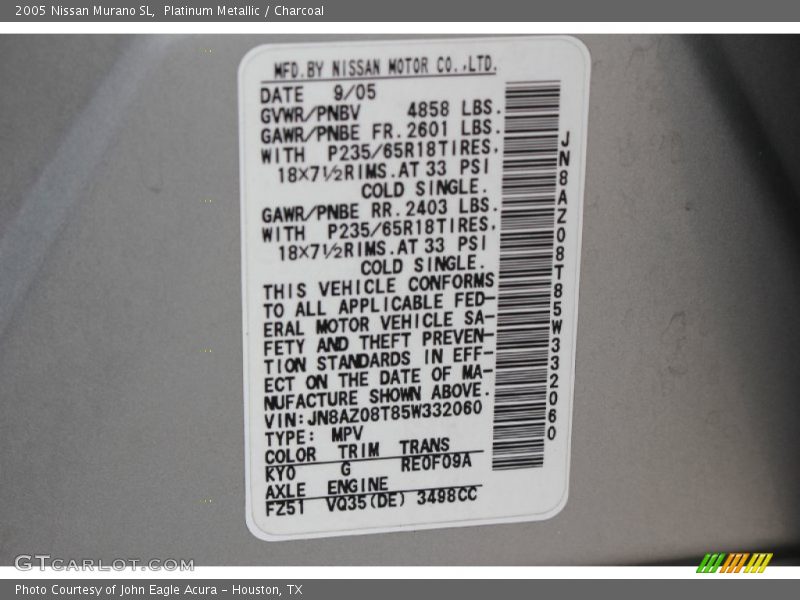 2005 Nissan Murano SL,  Platinum Metallic / Charcoal
MFD.BY NISSAN MOTOR CO.,LTD.
DATE 9/05
GVWR/PNBV 4858 LBS.
GAWR/PNBE FR.2601 LBS.
WITH P235/65R18TIRES,
18×7½RIMS.AT 33 PSI
COLD SINGLE.
GAWR/PNBE RR.2403 LBS.
WITH P235/65R18TIRES,
18×7½RIMS.AT 33 PSI
COLD SINGLE.
THIS VEHICLE CONFORMS
TO ALL APPLICABLE FED-
ERAL MOTOR VEHICLE SA-
FETY AND THEFT PREVEN-
TION STANDARDS IN EFF-
ECT ON THE DATE OF MA-
NUFACTURE SHOWN ABOVE.
VIN:JN8AZ08T85W332060
TYPE: MPV
COLOR TRIM TRANS
KY0 G RE0F09A
AXLE ENGINE
FZ51 VQ35(DE) 3498CC
JN8AZ08T85W332060
GTCARLOT.COM
Photo Courtesy of John Eagle Acura - Houston, TX